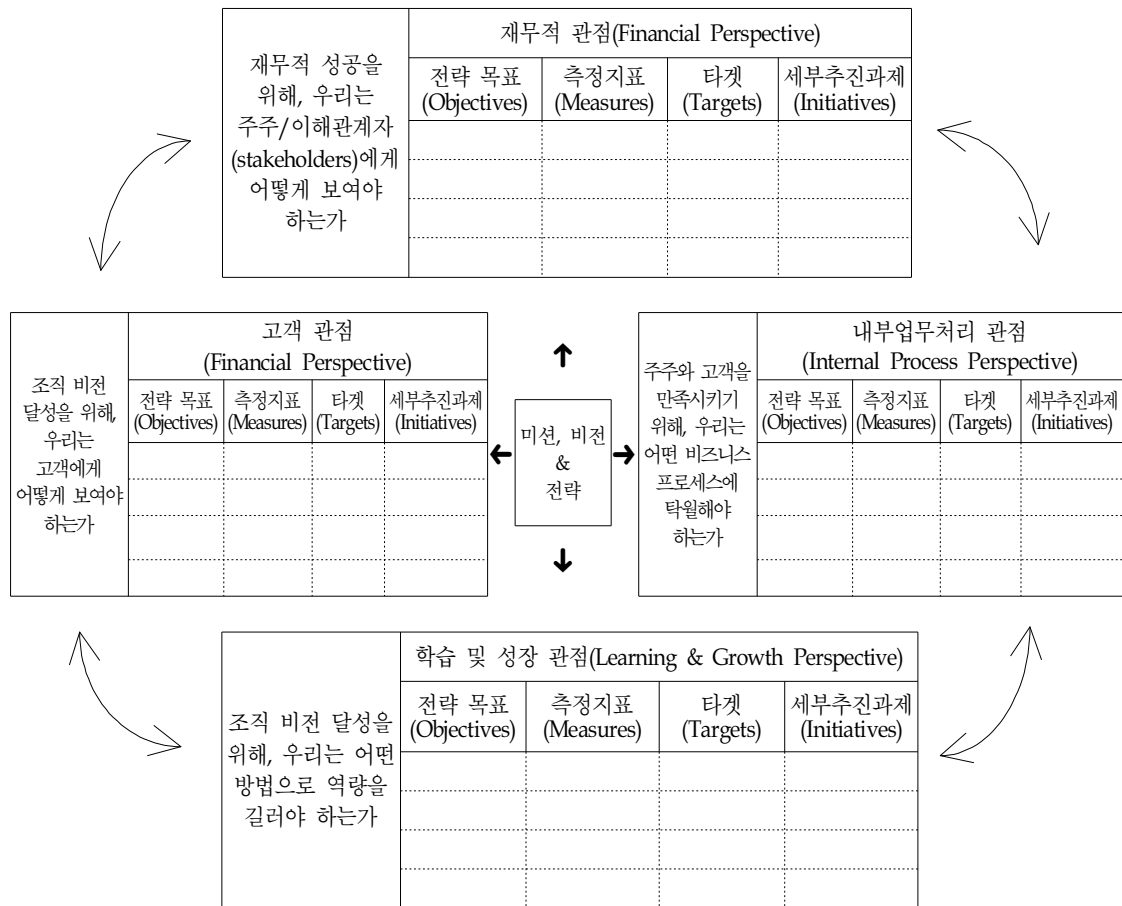 재무적 성공을
위해, 우리는
주주/이해관계자
(stakeholders)에게
어떻게 보여야
하는가
재무적 관점(Financial Perspective)
전략 목표 측정지표 타겟 세부추진과제
(Objectives) (Measures) (Targets) (Initiatives)
조직 비전
달성을 위해,
우리는
고객에게
어떻게 보여야
하는가
고객 관점
(Financial Perspective)
전략 목표 측정지표 타겟 세부추진과제
(Objectives) (Measures) (Targets) (Initiatives)
미션, 비전
&
전략
주주와 고객을
만족시키기
위해, 우리는
어떤 비즈니스
프로세스에
탁월해야
하는가
내부업무처리 관점
(Internal Process Perspective)
전략 목표 측정지표 타겟 세부추진과제
(Objectives) (Measures) (Targets) (Initiatives)
조직 비전 달성을
위해, 우리는 어떤
방법으로 역량을
길러야 하는가
학습 및 성장 관점(Learning & Growth Perspective)
전략 목표 측정지표 타겟 세부추진과제
(Objectives) (Measures) (Targets) (Initiatives)